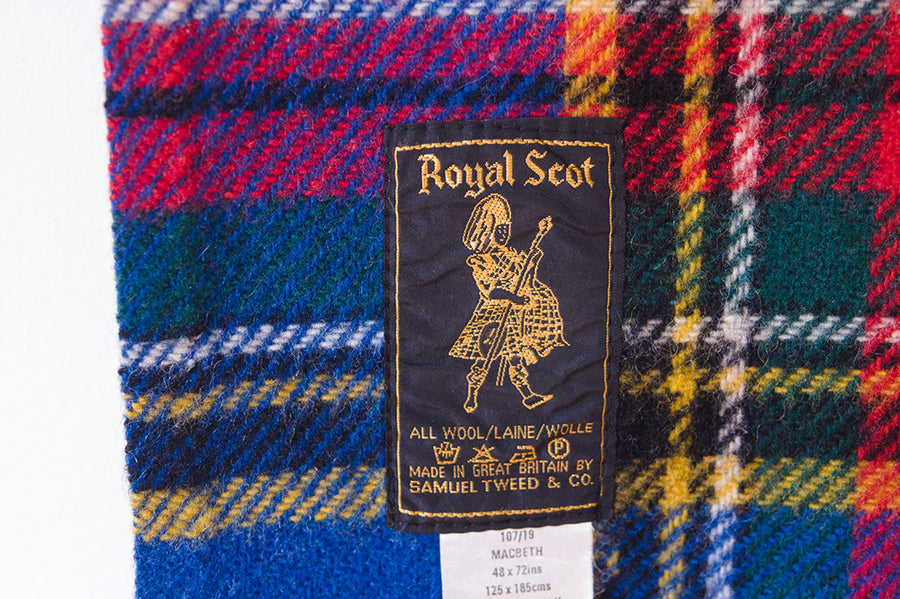 Royal Scot
ALL WOOL/LAINE/WOLLE
P
MADE IN GREAT BRITAIN BY
SAMUEL TWEED & CO.
107/19
MACBETH
48 x 72ins
125 x 185cms